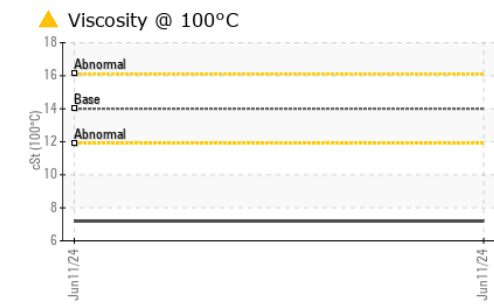 Viscosity @ 100°C
18
Abnormal
16
Base
14
Abnormal
12
10
8
6
cSt (100°C)
Jun11/24
Jun11/24